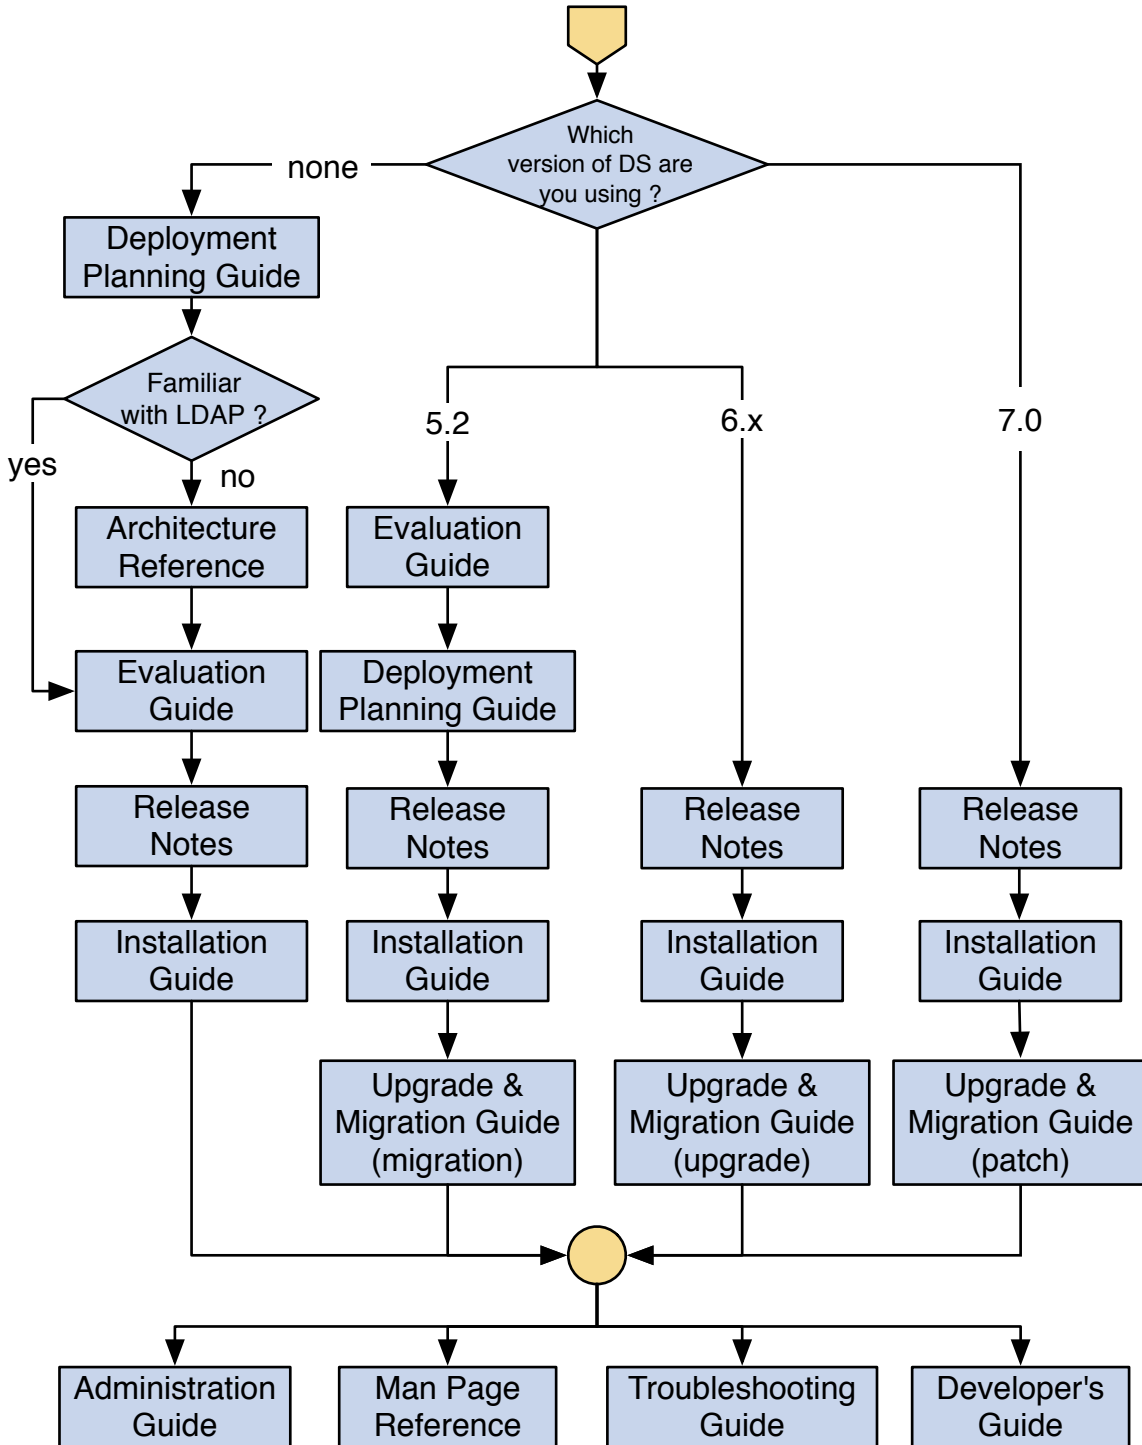 Which
version of DS are
you using ?
none
Deployment
Planning Guide
Familiar
with LDAP ?
yes
no
5.2
6.x
7.0
Architecture
Reference
Evaluation
Guide
Evaluation
Guide
Deployment
Planning Guide
Release
Notes
Release
Notes
Release
Notes
Release
Notes
Installation
Guide
Installation
Guide
Installation
Guide
Installation
Guide
Upgrade &
Migration Guide
(migration)
Upgrade &
Migration Guide
(upgrade)
Upgrade &
Migration Guide
(patch)
Administration
Guide
Man Page
Reference
Troubleshooting
Guide
Developer's
Guide